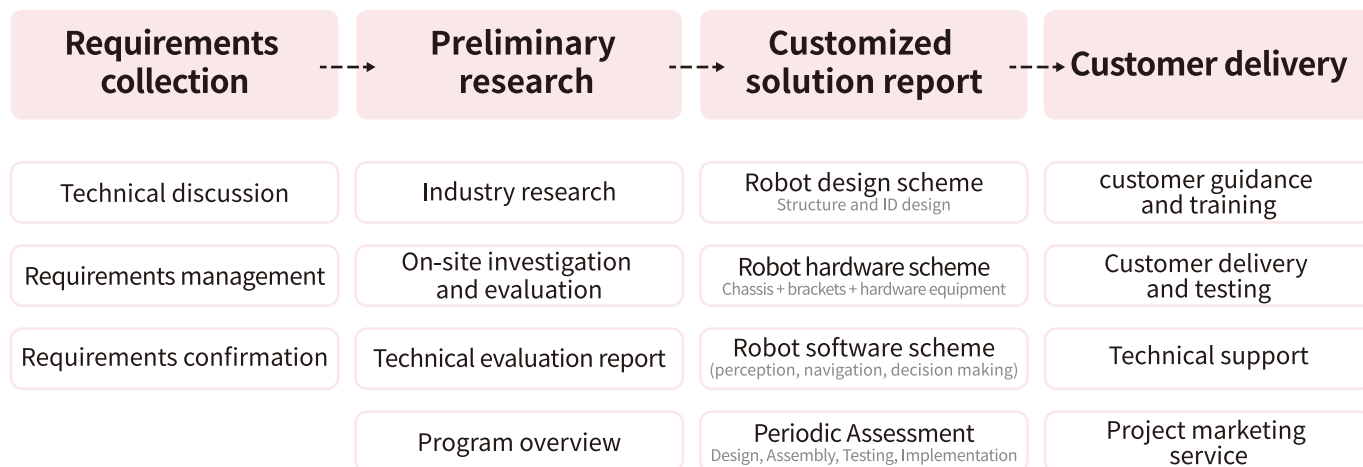 Requirements
collection
Preliminary
research
Customized
solution report
Customer delivery
Technical discussion
Industry research
Robot design scheme
Structure and ID design
customer guidance
and training
Requirements management
On-site investigation
and evaluation
Robot hardware scheme
Chassis + brackets + hardware equipment
Customer delivery
and testing
Requirements confirmation
Technical evaluation report
Robot software scheme
(perception, navigation, decision making)
Technical support
Program overview
Periodic Assessment
Design, Assembly, Testing, Implementation
Project marketing
service